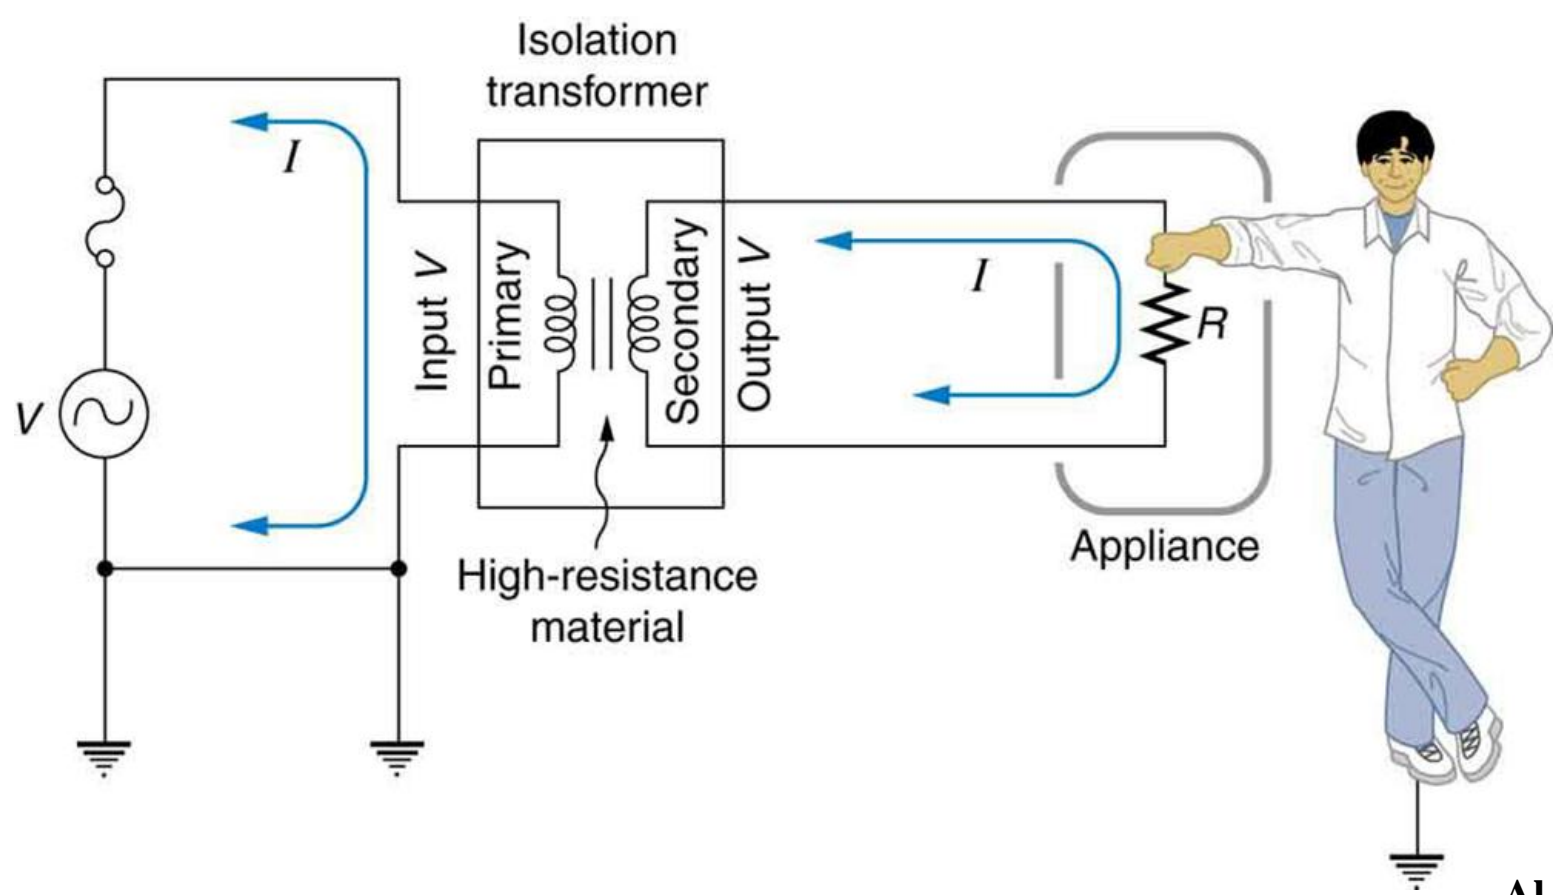 Isolation
transformer
I
Input V
Primary
Secondary
Output V
I
R
V
High-resistance
material
Appliance